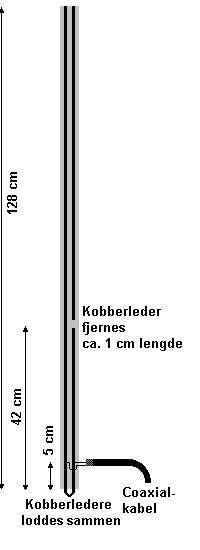 128 cm
Kobberleder
fjernes
ca. 1 cm lengde
42 cm
5 cm
Coaxial-
kabel
Kobberledere
loddes sammen